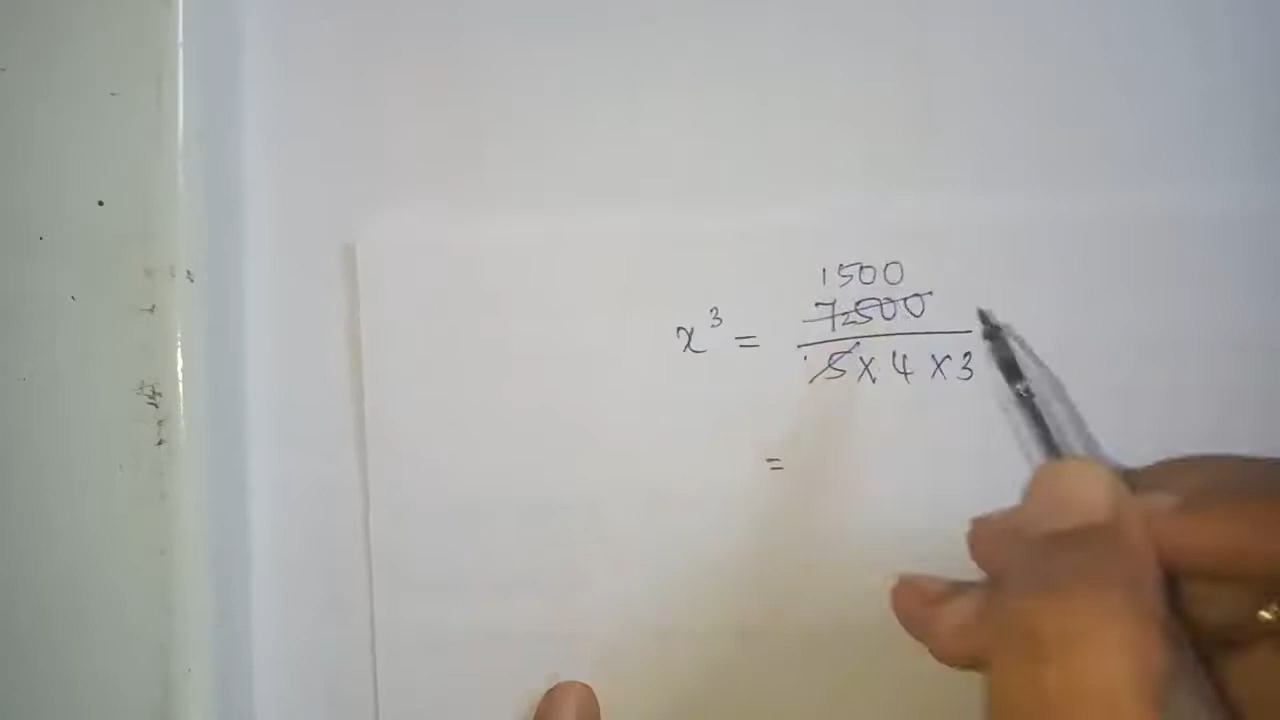 1500
x³ = 7500
5 x 4 x 3
=